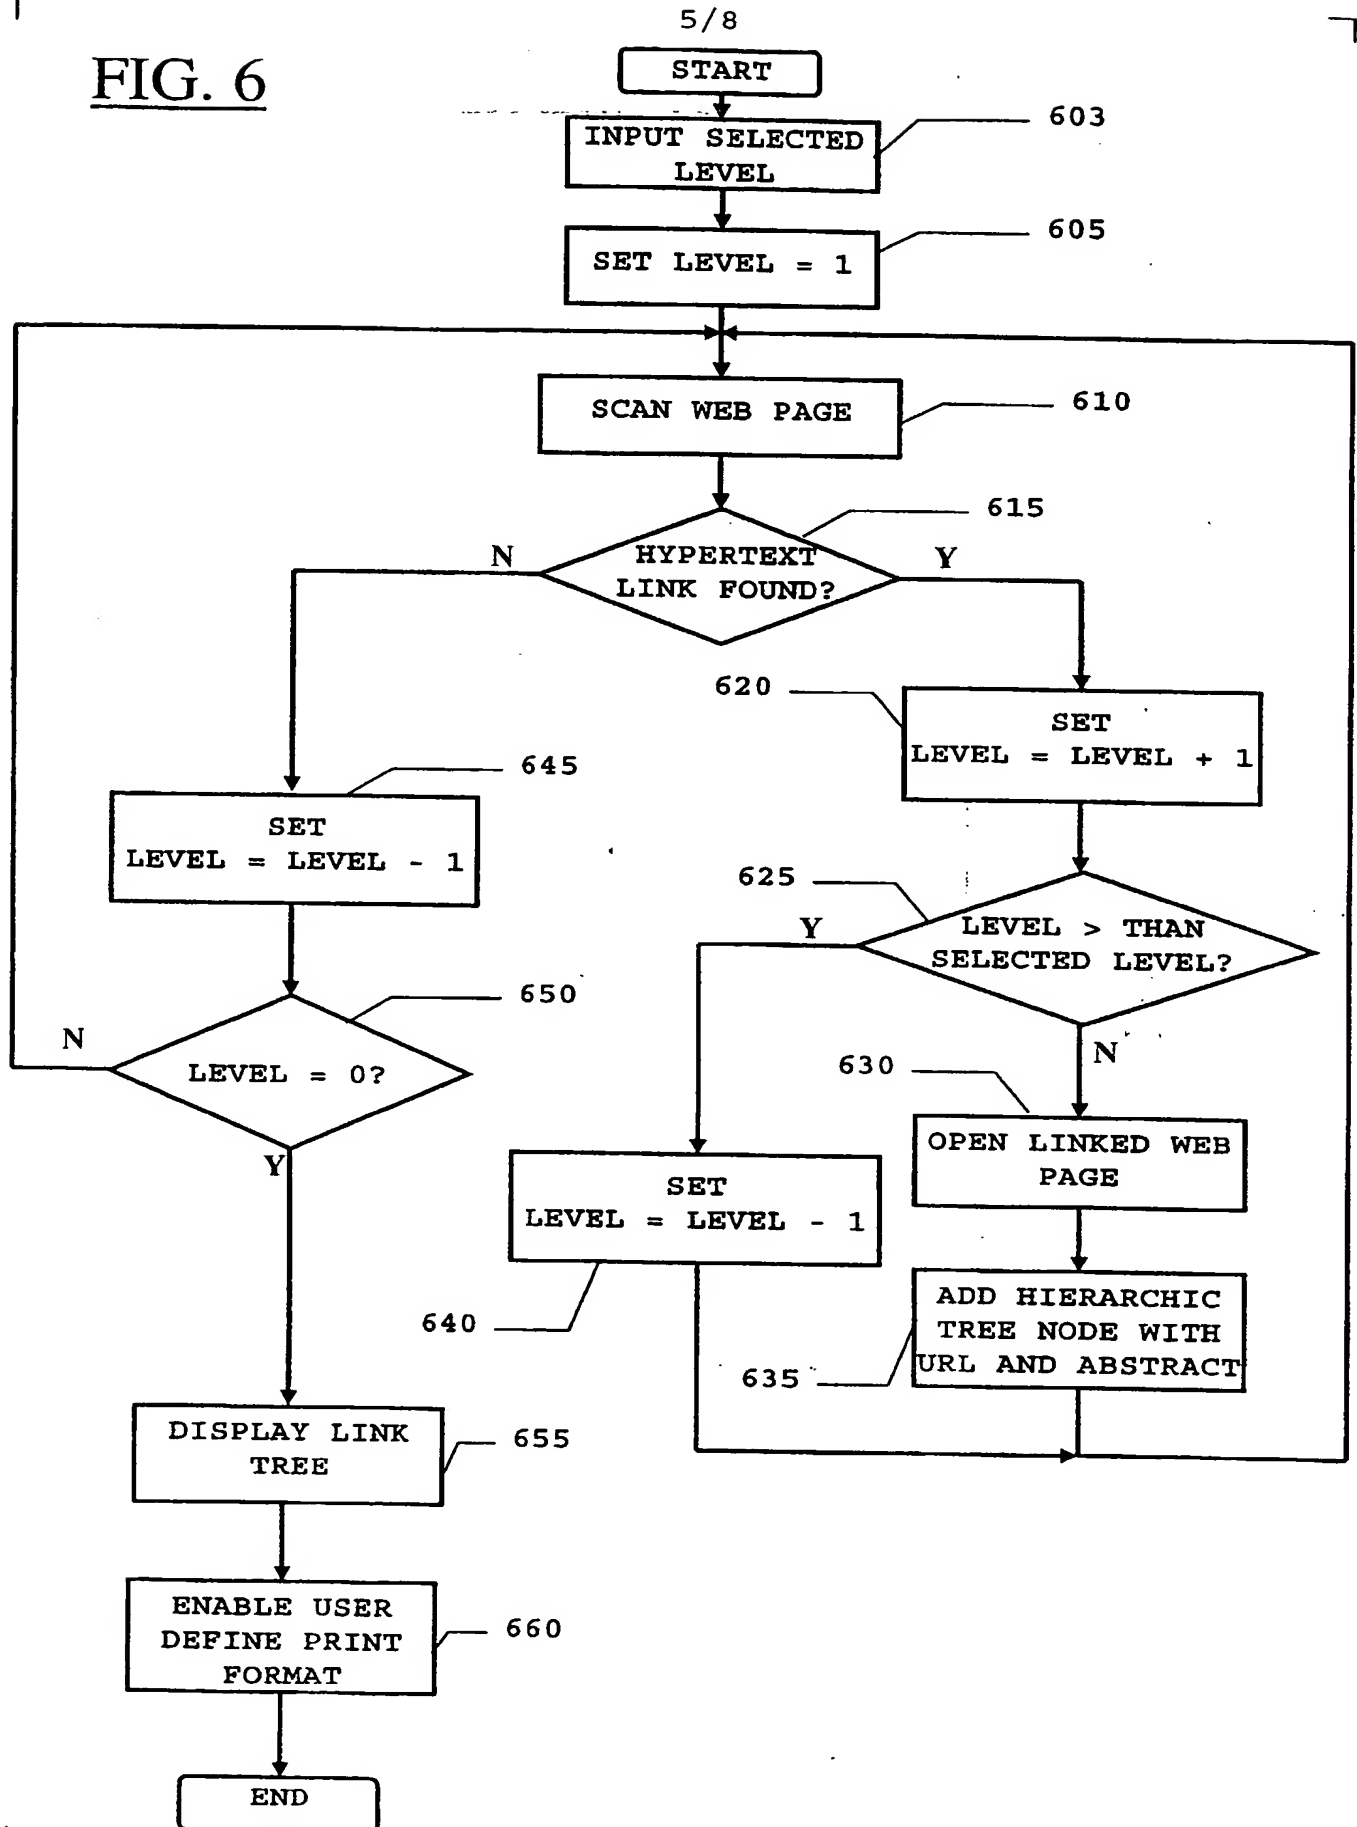 5/8
FIG. 6
START
INPUT SELECTED
LEVEL
603
SET LEVEL = 1
605
SCAN WEB PAGE
610
HYPERTEXT
LINK FOUND?
615
N
Y
620
SET
LEVEL = LEVEL + 1
645
SET
LEVEL = LEVEL - 1
625
LEVEL > THAN
SELECTED LEVEL?
Y
N
650
LEVEL = 0?
N
Y
630
OPEN LINKED WEB
PAGE
SET
LEVEL = LEVEL - 1
640
ADD HIERARCHIC
TREE NODE WITH
URL AND ABSTRACT
635
DISPLAY LINK
TREE
655
ENABLE USER
DEFINE PRINT
FORMAT
660
END